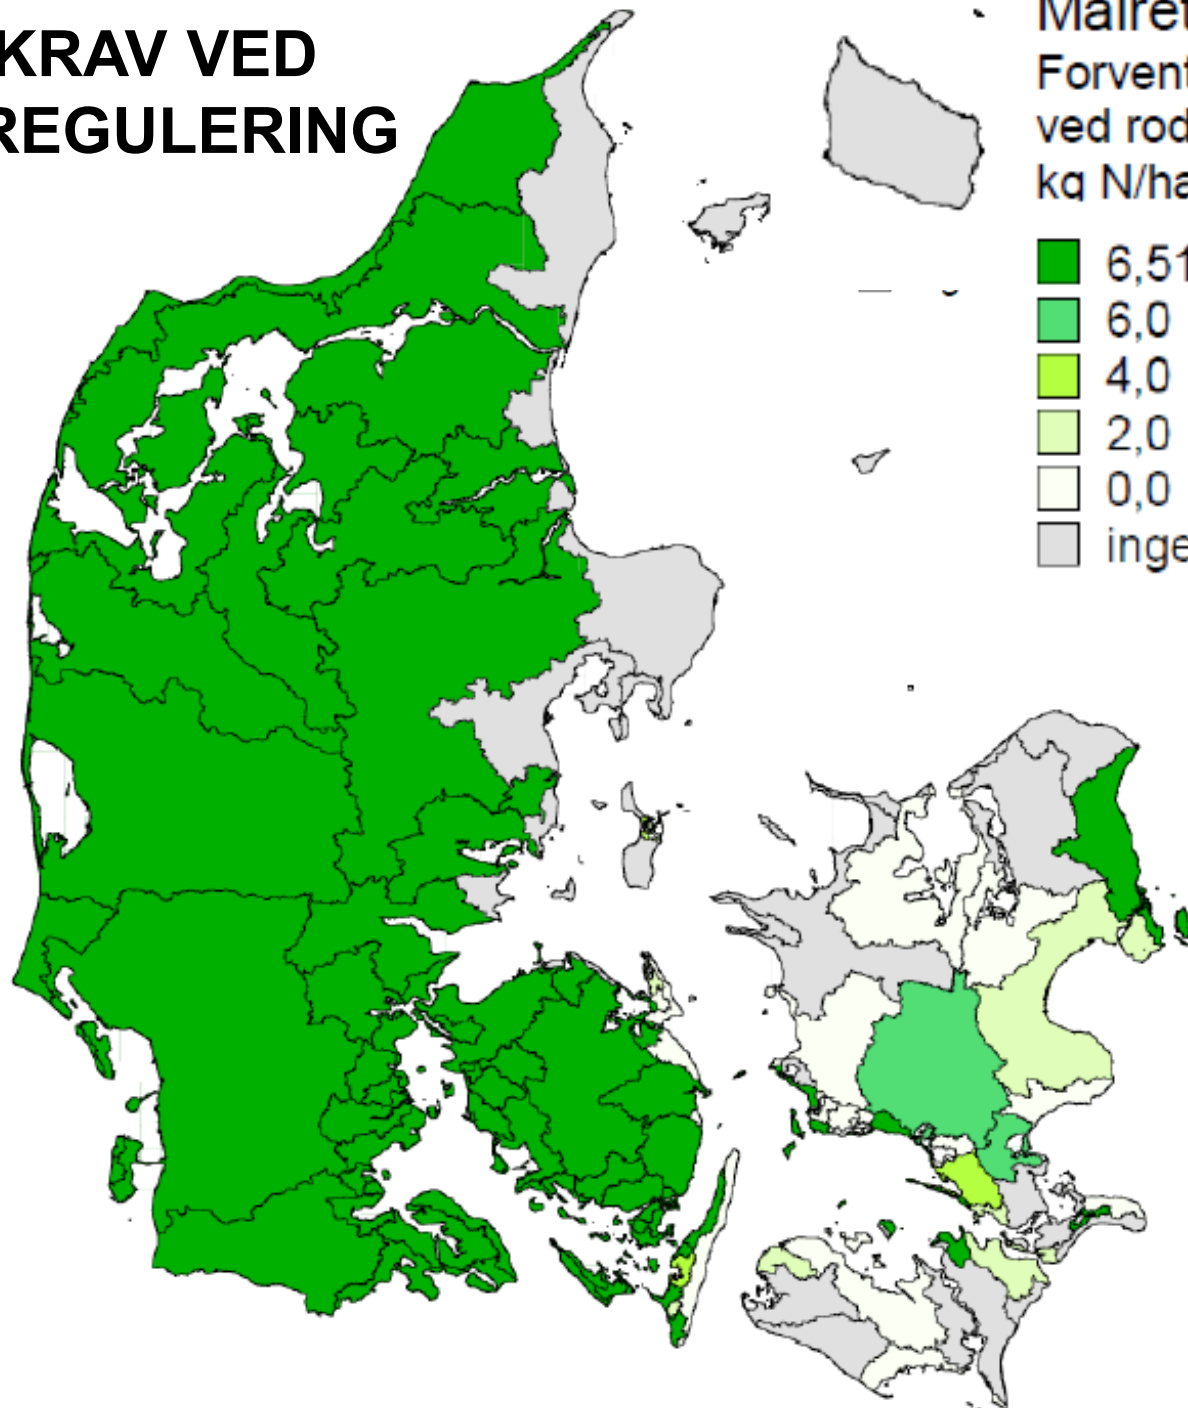 KRAV VED
REGULERING
Målret
Forvent
ved rod
kg N/ha
6,51
6,0
4,0
2,0
0,0
inge